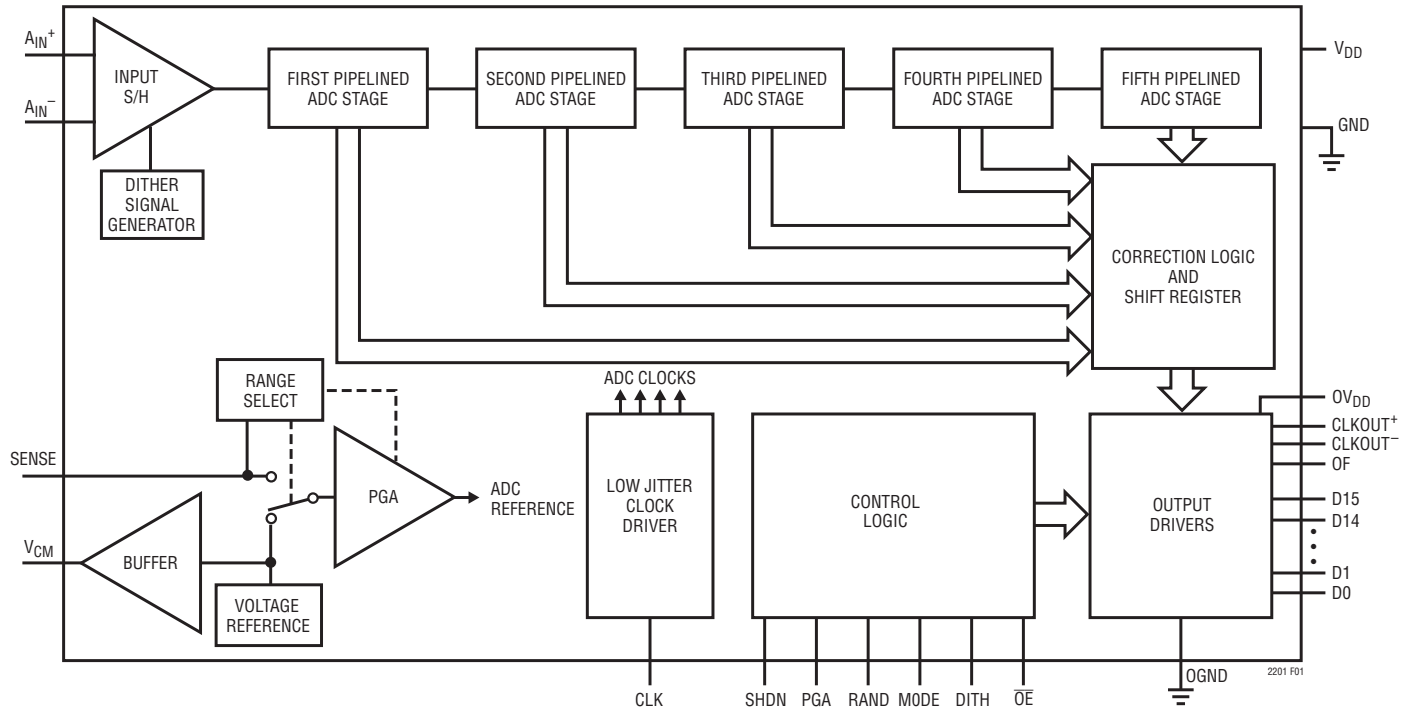 AIN+
AIN−
INPUT
S/H
FIRST PIPELINED
ADC STAGE
SECOND PIPELINED
ADC STAGE
THIRD PIPELINED
ADC STAGE
FOURTH PIPELINED
ADC STAGE
FIFTH PIPELINED
ADC STAGE
VDD
GND
DITHER
SIGNAL
GENERATOR
CORRECTION LOGIC
AND
SHIFT REGISTER
RANGE
SELECT
ADC CLOCKS
SENSE
PGA
ADC
REFERENCE
LOW JITTER
CLOCK
DRIVER
CONTROL
LOGIC
OUTPUT
DRIVERS
OVDD
CLKOUT+
CLKOUT−
OF
D15
D14
•
•
•
D1
D0
VCM
BUFFER
VOLTAGE
REFERENCE
CLK
SHDN
PGA
RAND
MODE
DITH
O̅E̅
OGND
2201 F01